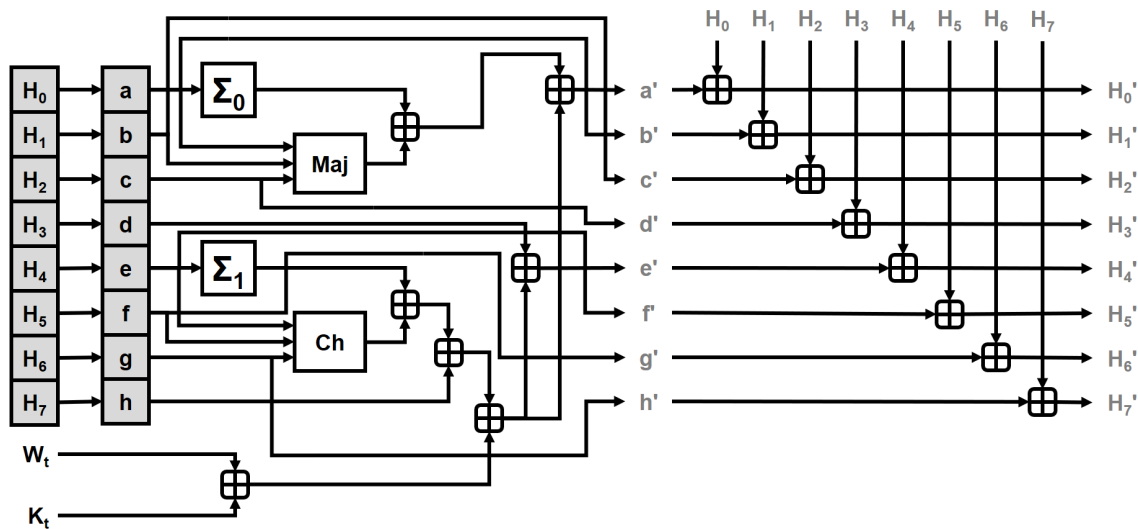 H₀ H₁ H₂ H₃ H₄ H₅ H₆ H₇
H₀ a Σ₀ a' H₀'
H₁ b b' H₁'
Maj
H₂ c c' H₂'
H₃ d d' H₃'
H₄ e Σ₁ e' H₄'
H₅ f f' H₅'
Ch
H₆ g g' H₆'
H₇ h h' H₇'
Wₜ
Kₜ